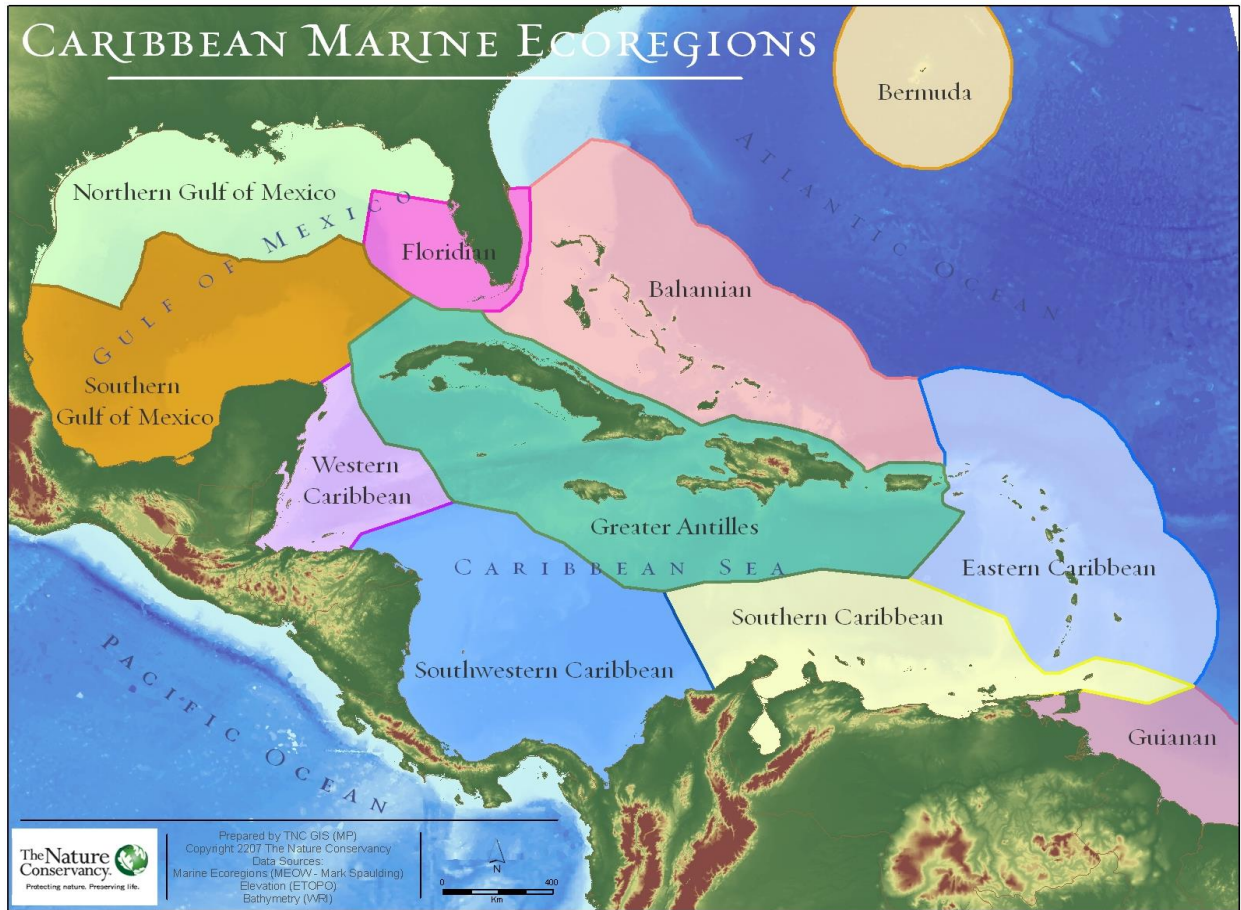 CARIBBEAN MARINE ECOREGIONS
Bermuda
ATLANTIC OCEAN
Northern Gulf of Mexico
GULF OF MEXICO
Floridian
Bahamian
Southern
Gulf of Mexico
Western
Caribbean
Greater Antilles
CARIBBEAN SEA
Eastern Caribbean
Southern Caribbean
Southwestern Caribbean
PACIFIC OCEAN
Guianan
The Nature
Conservancy
Protecting nature. Preserving life.
Prepared by TNC GIS (MP)
Copyright 2207 The Nature Conservancy
Data Sources:
Marine Ecoregions (MEOW - Mark Spaulding)
Elevation (ETOPO)
Bathymetry (WRI)
N
0 400
Km